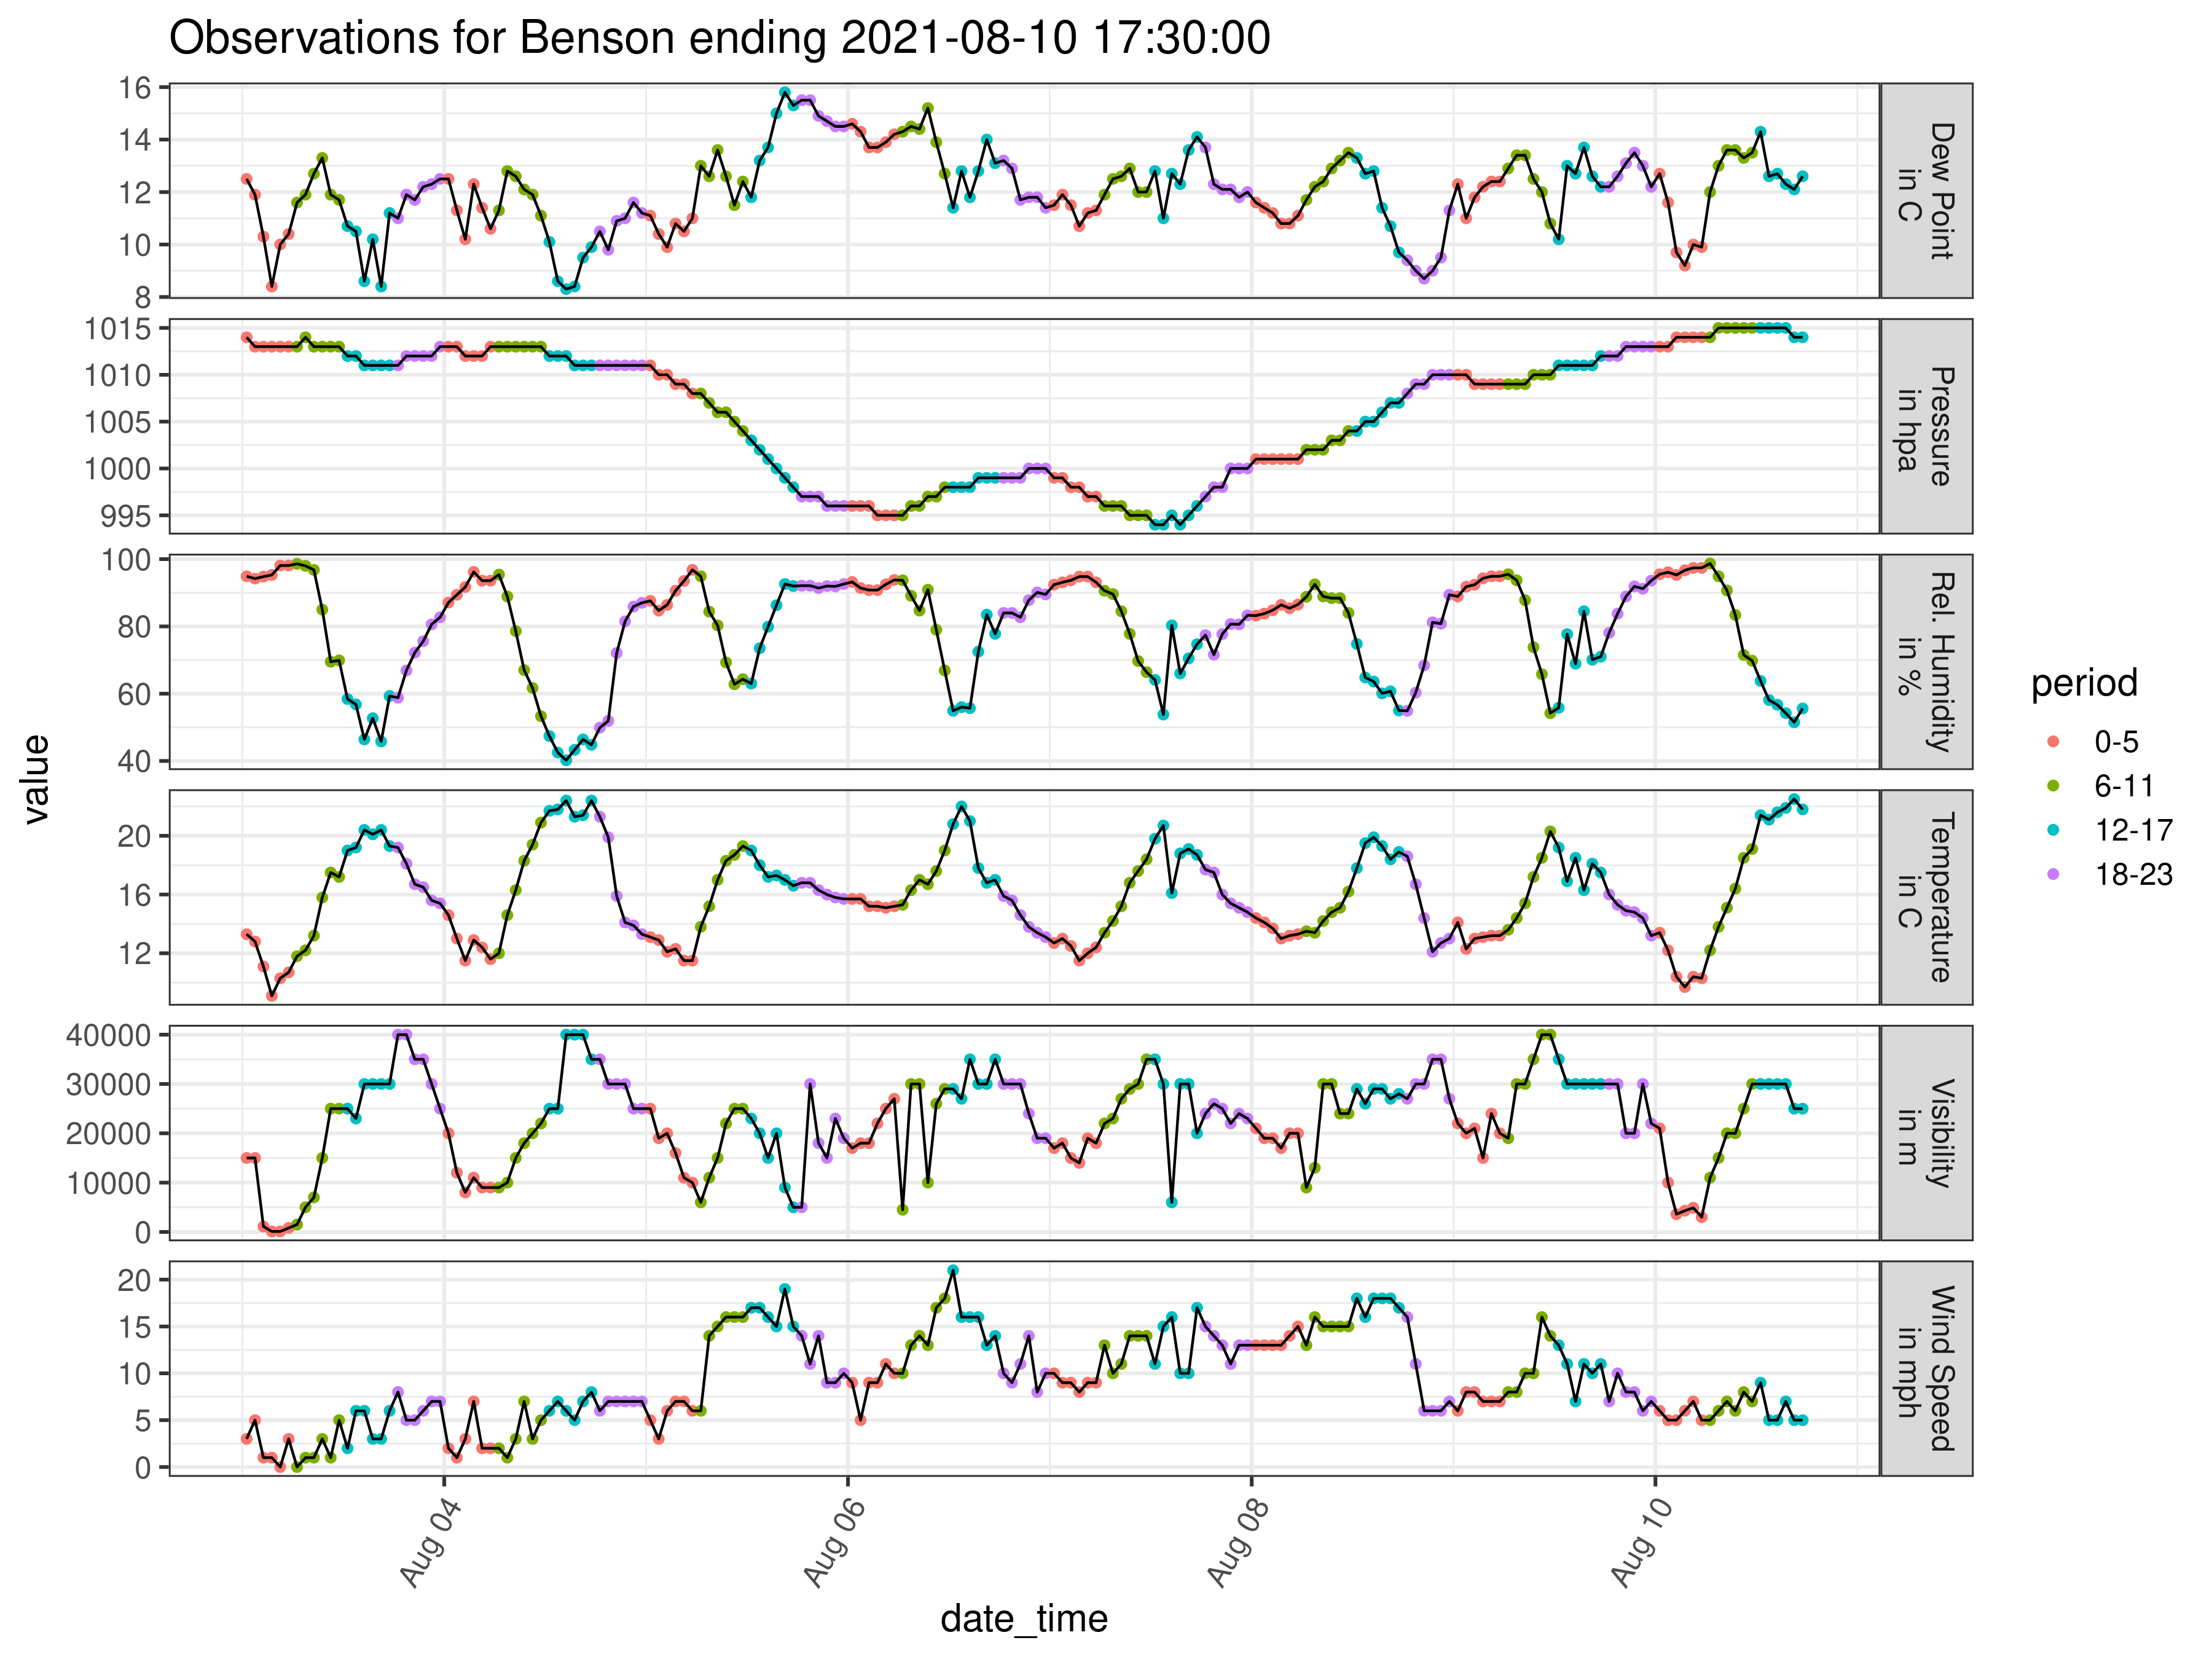 Observations for Benson ending 2021-08-10 17:30:00
value
16
14
12
10
8
Dew Point
in C
1015
1010
1005
1000
995
Pressure
in hpa
100
80
60
40
Rel. Humidity
in %
20
16
12
Temperature
in C
40000
30000
20000
10000
0
Visibility
in m
20
15
10
5
0
Wind Speed
in mph
Aug 04
Aug 06
Aug 08
Aug 10
date_time
period
0-5
6-11
12-17
18-23